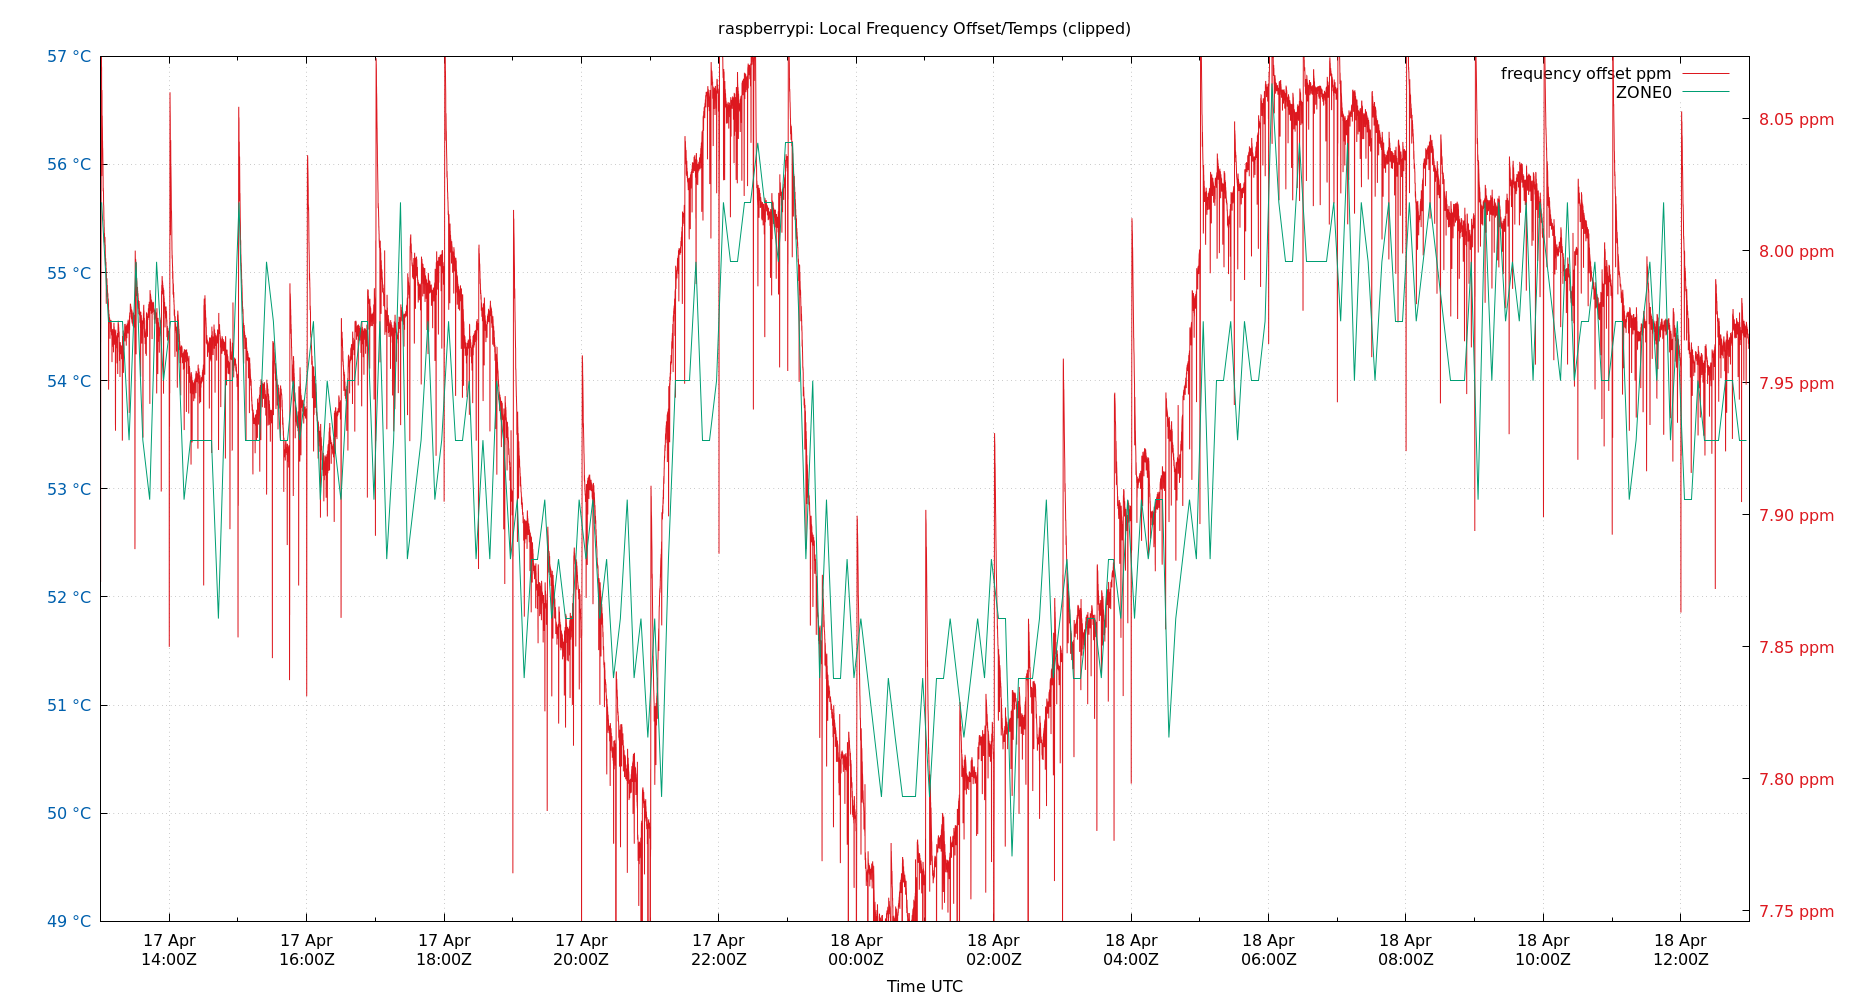 raspberrypi: Local Frequency Offset/Temps (clipped)
frequency offset ppm
ZONE0
57 °C
56 °C
55 °C
54 °C
53 °C
52 °C
51 °C
50 °C
49 °C
8.05 ppm
8.00 ppm
7.95 ppm
7.90 ppm
7.85 ppm
7.80 ppm
7.75 ppm
17 Apr 17 Apr 17 Apr 17 Apr 17 Apr 18 Apr 18 Apr 18 Apr 18 Apr 18 Apr 18 Apr 18 Apr
14:00Z 16:00Z 18:00Z 20:00Z 22:00Z 00:00Z 02:00Z 04:00Z 06:00Z 08:00Z 10:00Z 12:00Z
Time UTC